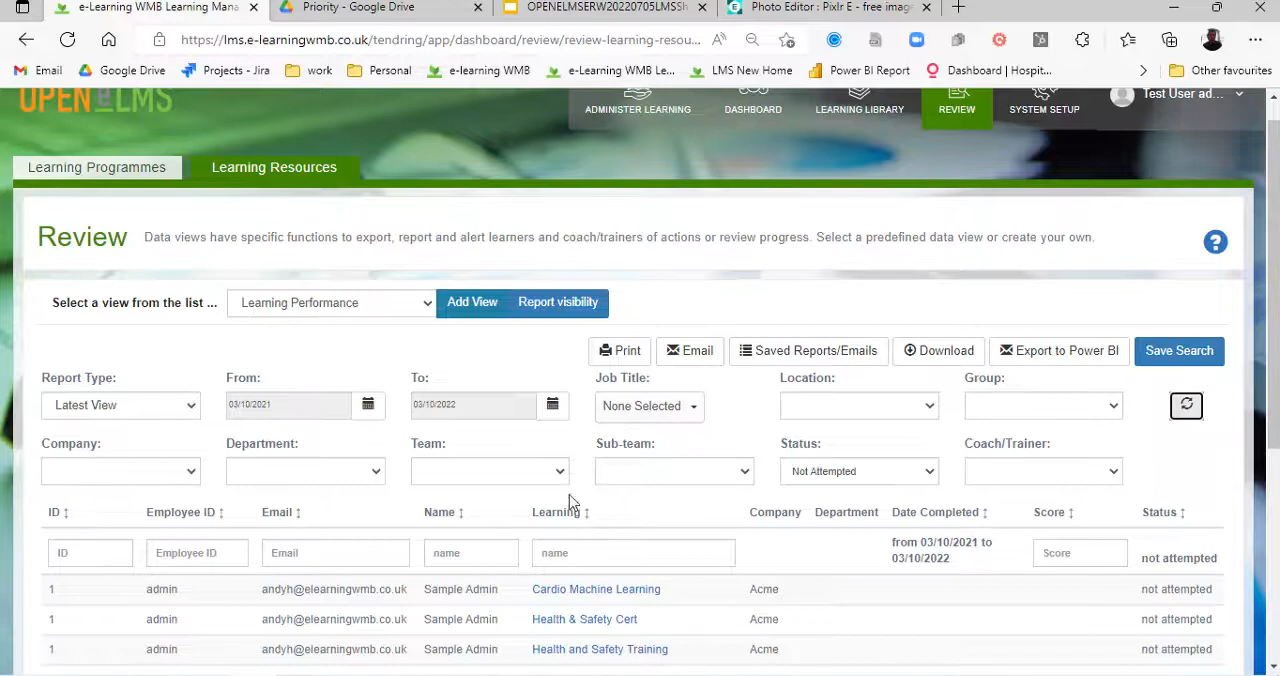 e-Learning WMB Learning Mana
Priority - Google Drive
OPENELMSERW20220705LMSSh
Photo Editor : Pixlr E - free imag
https://lms.e-learningwmb.co.uk/tendring/app/dashboard/review/review-learning-resou...
Email
Google Drive
Projects - Jira
work
Personal
e-learning WMB
e-Learning WMB Le...
LMS New Home
Power BI Report
Dashboard | Hospit...
Other favourites
OPENeLMS
ADMINISTER LEARNING
DASHBOARD
LEARNING LIBRARY
REVIEW
SYSTEM SETUP
Test User ad...
Learning Programmes
Learning Resources
Review
Data views have specific functions to export, report and alert learners and coach/trainers of actions or review progress. Select a predefined data view or create your own.
Select a view from the list ...
Learning Performance
Add View
Report visibility
Print
Email
Saved Reports/Emails
Download
Export to Power BI
Save Search
Report Type:
From:
To:
Job Title:
Location:
Group:
Latest View
03/10/2021
03/10/2022
None Selected
Company:
Department:
Team:
Sub-team:
Status:
Coach/Trainer:
Not Attempted
ID
Employee ID
Email
Name
Learning
Company
Department
Date Completed
Score
Status
ID
Employee ID
Email
name
name
from 03/10/2021 to
03/10/2022
Score
not attempted
1 admin andyh@elearningwmb.co.uk Sample Admin Cardio Machine Learning Acme not attempted
1 admin andyh@elearningwmb.co.uk Sample Admin Health & Safety Cert Acme not attempted
1 admin andyh@elearningwmb.co.uk Sample Admin Health and Safety Training Acme not attempted